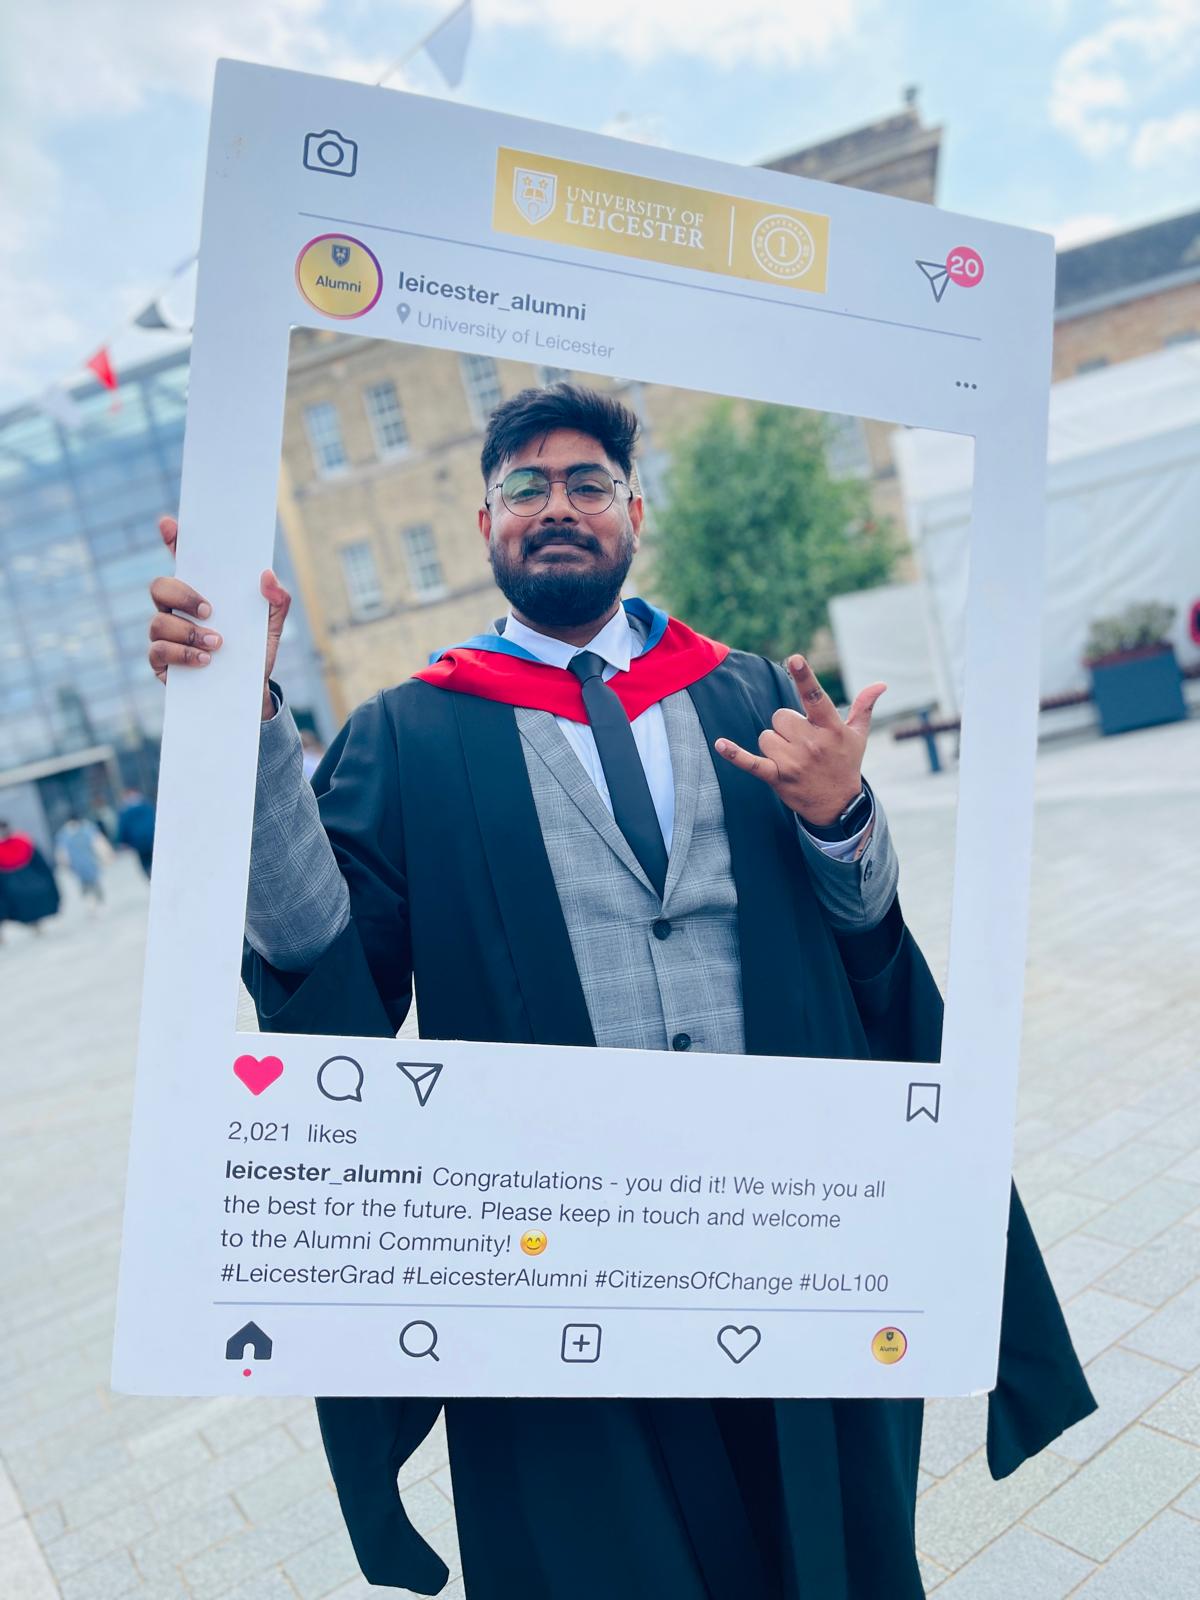 UNIVERSITY OF
LEICESTER
CENTENARY
1
20
Alumni
leicester_alumni
University of Leicester
2,021 likes
leicester_alumni Congratulations - you did it! We wish you all
the best for the future. Please keep in touch and welcome
to the Alumni Community! 😊
#LeicesterGrad #LeicesterAlumni #CitizensOfChange #UoL100
Alumni